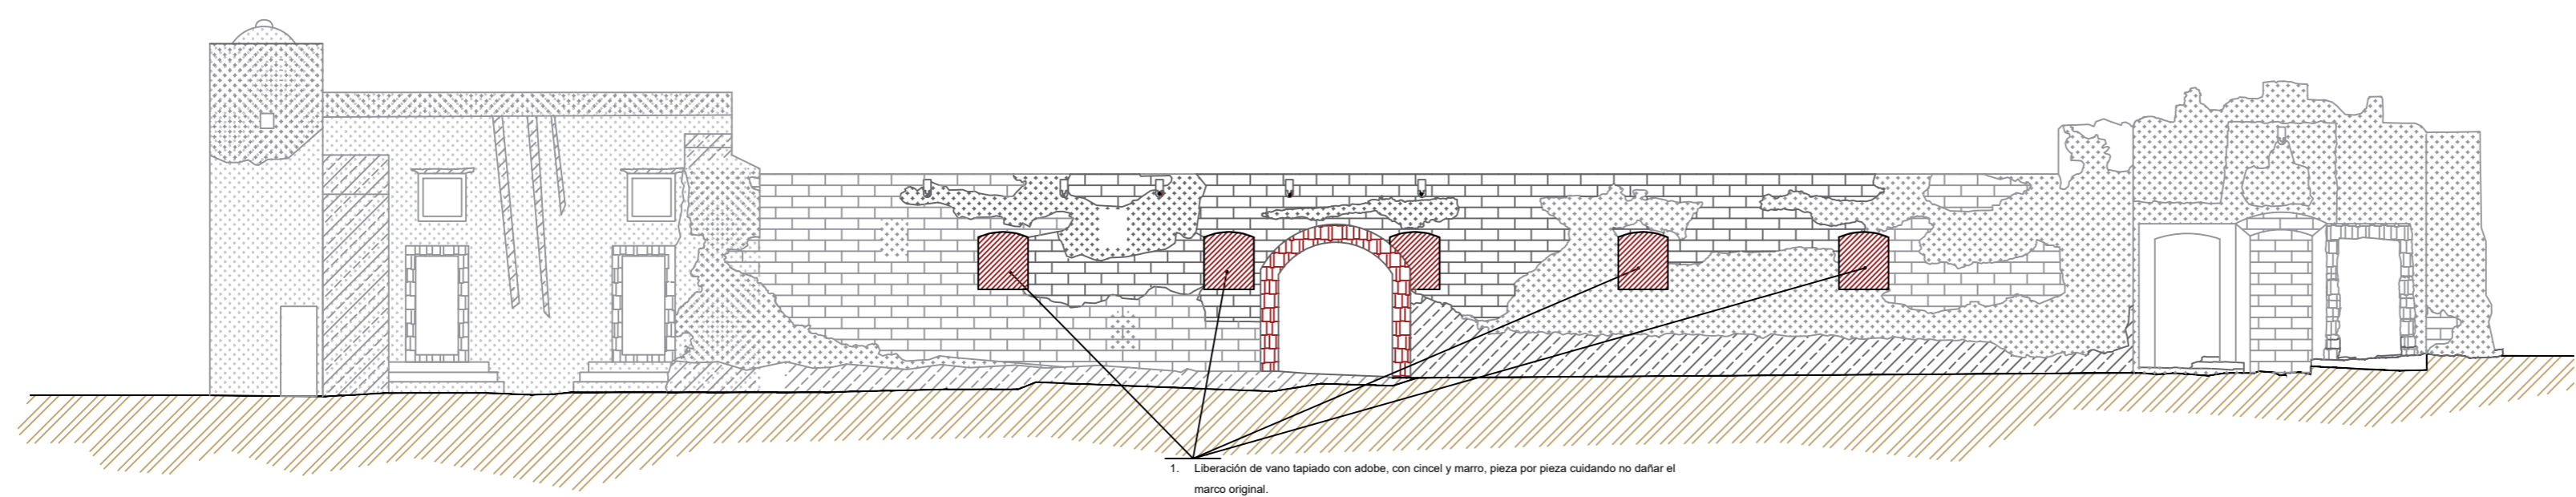 1. Liberación de vano tapiado con adobe, con cincel y marro, pieza por pieza cuidando no dañar el
marco original.